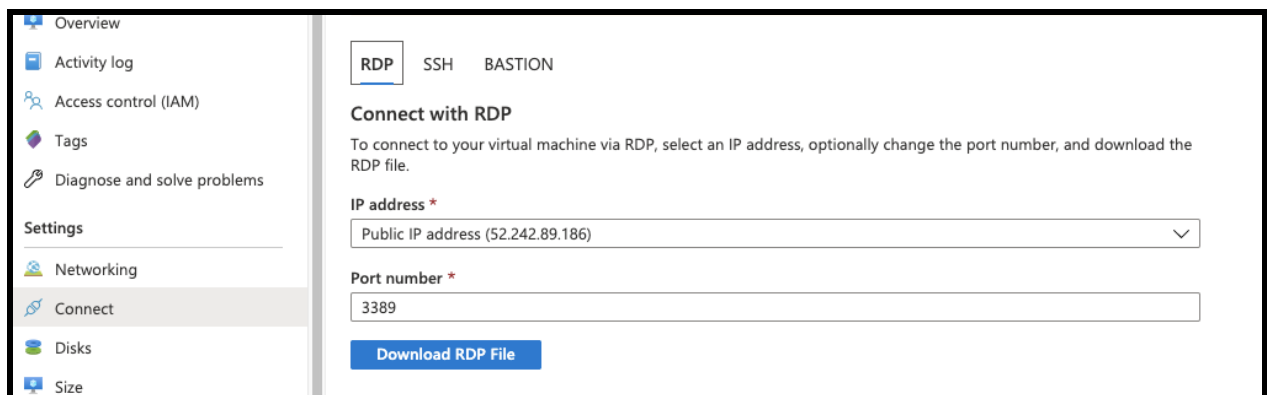 Overview
Activity log
Access control (IAM)
Tags
Diagnose and solve problems
Settings
Networking
Connect
Disks
Size
RDP SSH BASTION
Connect with RDP
To connect to your virtual machine via RDP, select an IP address, optionally change the port number, and download the
RDP file.
IP address *
Public IP address (52.242.89.186)
Port number *
3389
Download RDP File